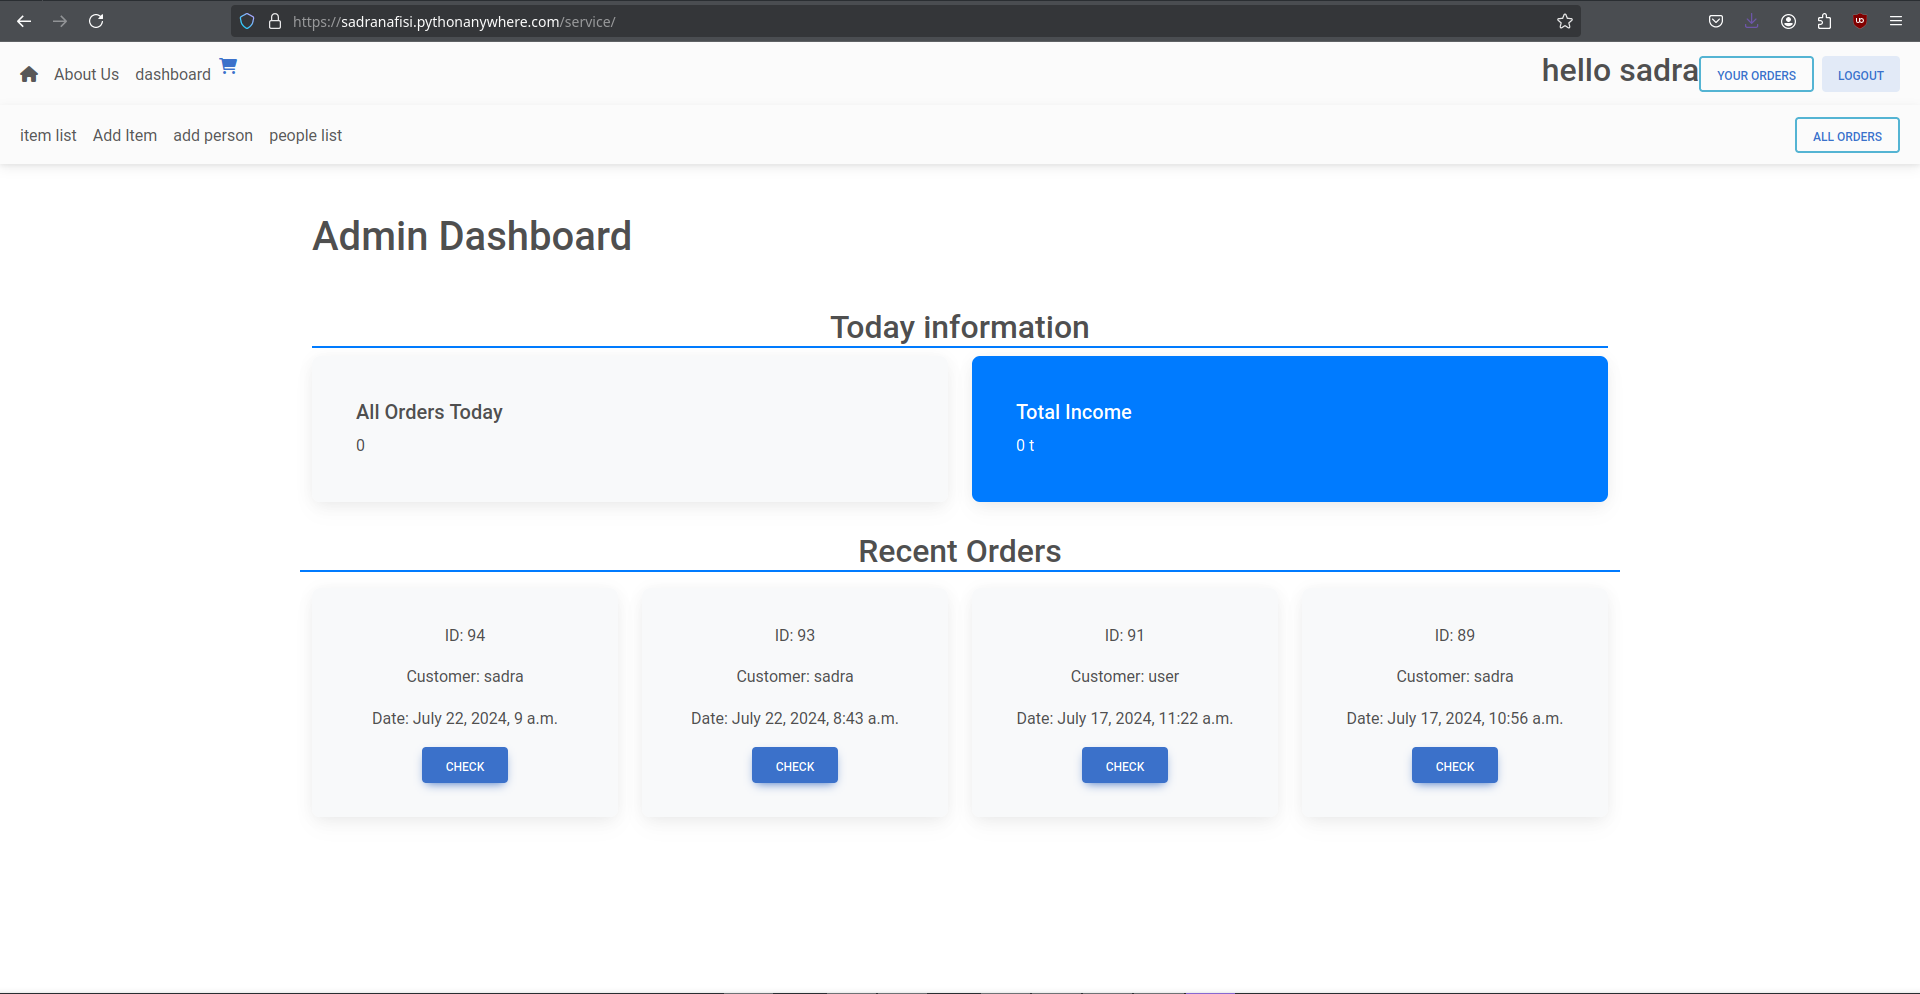 https://sadranafisi.pythonanywhere.com/service/
About Us dashboard hello sadra YOUR ORDERS LOGOUT
item list Add Item add person people list ALL ORDERS
Admin Dashboard
Today information
All Orders Today
0
Total Income
0 t
Recent Orders
ID: 94
Customer: sadra
Date: July 22, 2024, 9 a.m.
CHECK
ID: 93
Customer: sadra
Date: July 22, 2024, 8:43 a.m.
CHECK
ID: 91
Customer: user
Date: July 17, 2024, 11:22 a.m.
CHECK
ID: 89
Customer: sadra
Date: July 17, 2024, 10:56 a.m.
CHECK